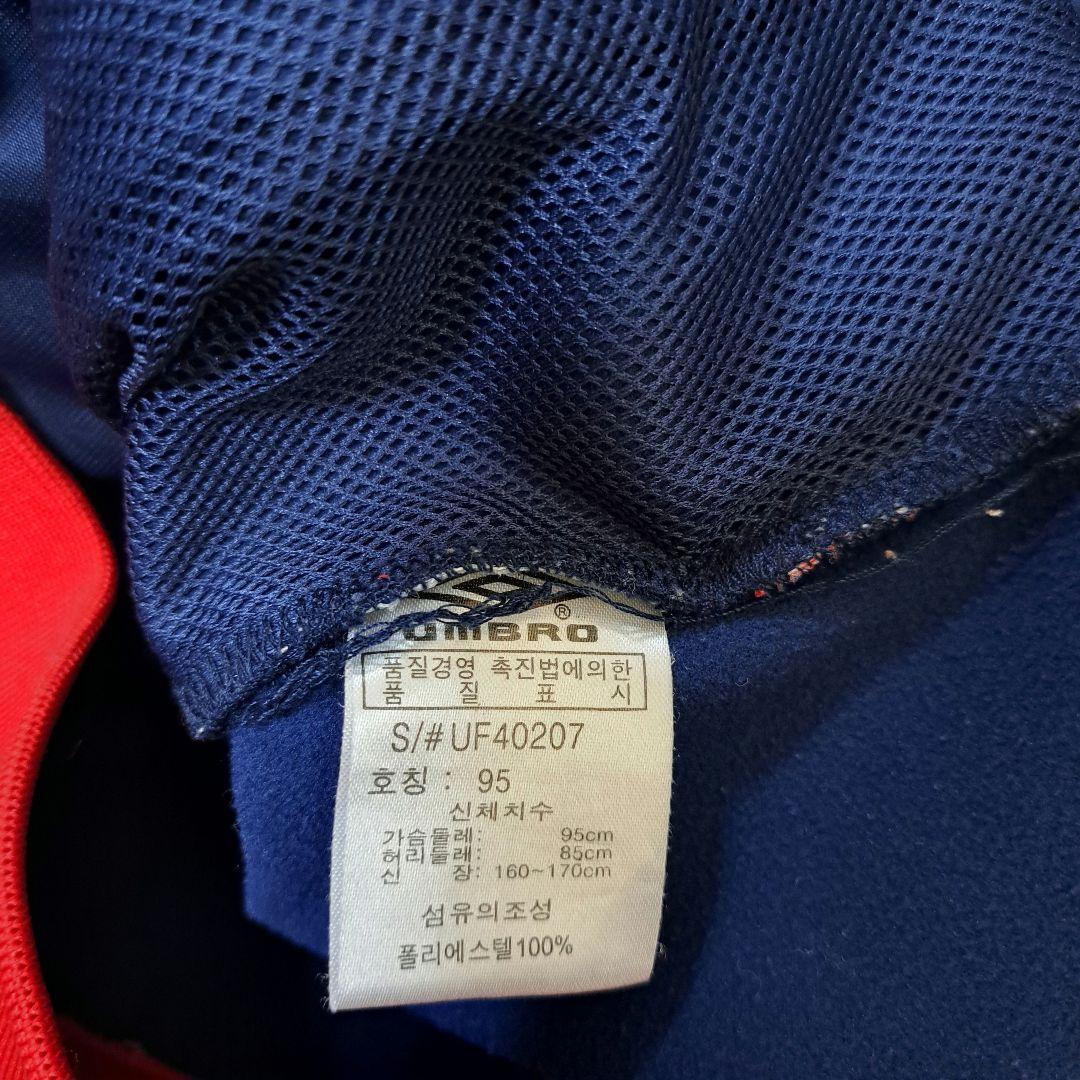 UMBRO®
품질경영 촉진법에의한
품 질 표 시
S/# UF40207
호칭 : 95
신체치수
가슴둘레: 95cm
허리둘레: 85cm
신 장: 160~170cm
섬유의조성
폴리에스텔100%